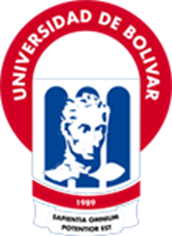 UNIVERSIDAD DE BOLIVAR
1989
SAPIENTIA OMNIUM
POTENTIOR EST